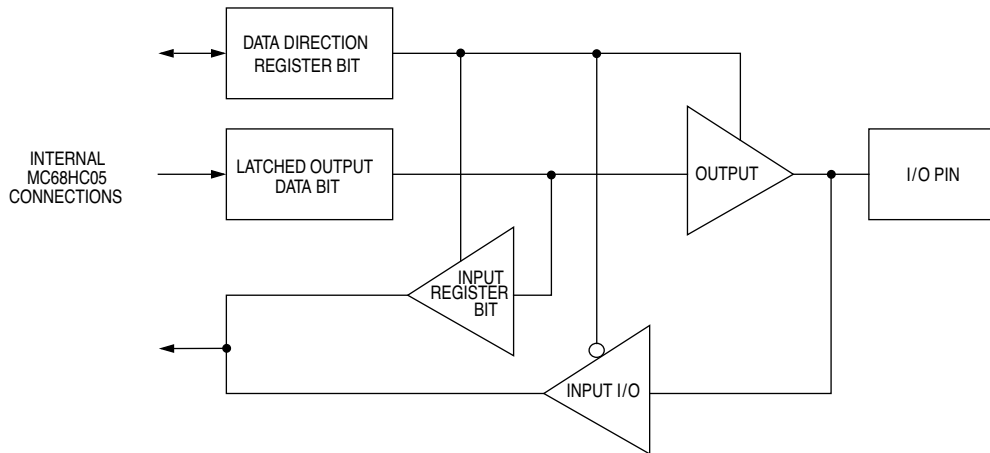 DATA DIRECTION
REGISTER BIT
INTERNAL
MC68HC05
CONNECTIONS
LATCHED OUTPUT
DATA BIT
OUTPUT
I/O PIN
INPUT
REGISTER
BIT
INPUT I/O